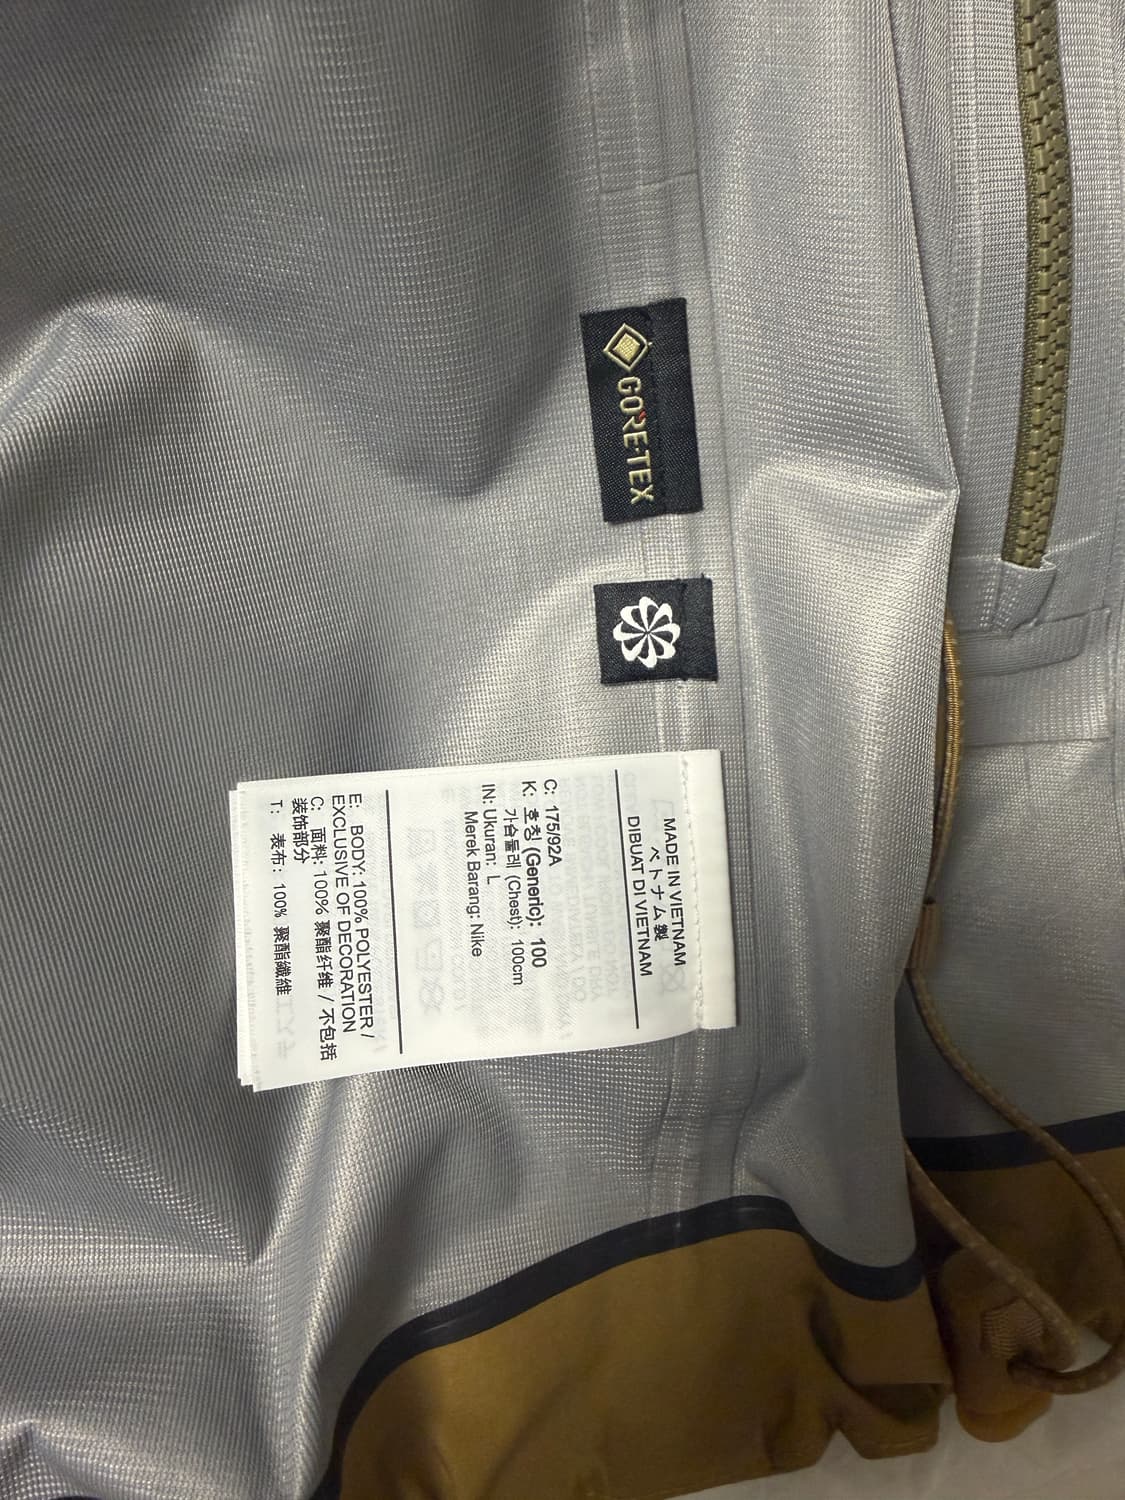 GORE-TEX
MADE IN VIETNAM
ベトナム製
DIBUAT DI VIETNAM
C: 175/92A
K: 호칭 (Generic): 100
가슴둘레 (Chest): 100cm
IN: Ukuran: L
Merek Barang: Nike
E: BODY: 100% POLYESTER /
EXCLUSIVE OF DECORATION
C: 面料: 100% 聚酯纤维 / 不包括
装饰部分
T: 表布: 100% 聚酯纖維